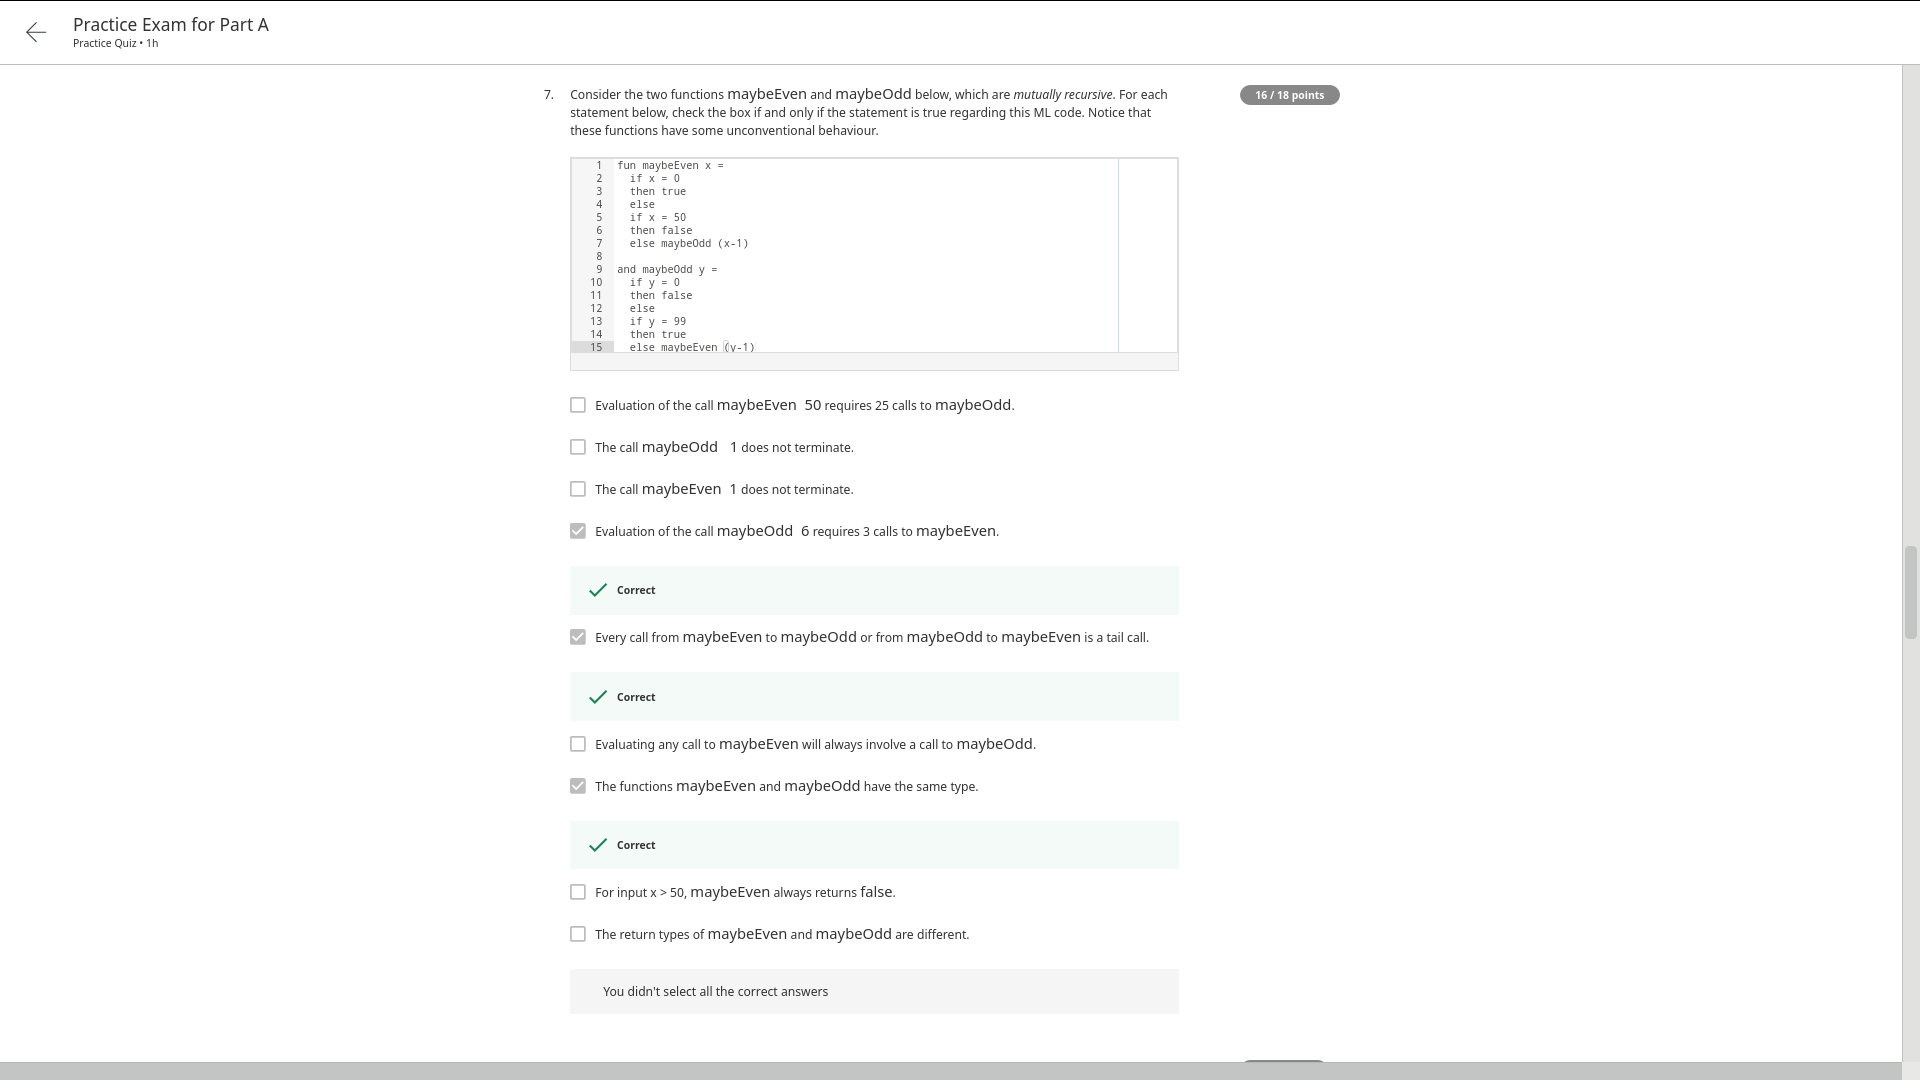 Practice Exam for Part A
Practice Quiz • 1h
7. Consider the two functions maybeEven and maybeOdd below, which are mutually recursive. For each
statement below, check the box if and only if the statement is true regarding this ML code. Notice that
these functions have some unconventional behaviour.
16 / 18 points
1 fun maybeEven x =
2 if x = 0
3 then true
4 else
5 if x = 50
6 then false
7 else maybeOdd (x-1)
8
9 and maybeOdd y =
10 if y = 0
11 then false
12 else
13 if y = 99
14 then true
15 else maybeEven (y-1)
Evaluation of the call maybeEven 50 requires 25 calls to maybeOdd.
The call maybeOdd 1 does not terminate.
The call maybeEven 1 does not terminate.
Evaluation of the call maybeOdd 6 requires 3 calls to maybeEven.
Correct
Every call from maybeEven to maybeOdd or from maybeOdd to maybeEven is a tail call.
Correct
Evaluating any call to maybeEven will always involve a call to maybeOdd.
The functions maybeEven and maybeOdd have the same type.
Correct
For input x > 50, maybeEven always returns false.
The return types of maybeEven and maybeOdd are different.
You didn't select all the correct answers